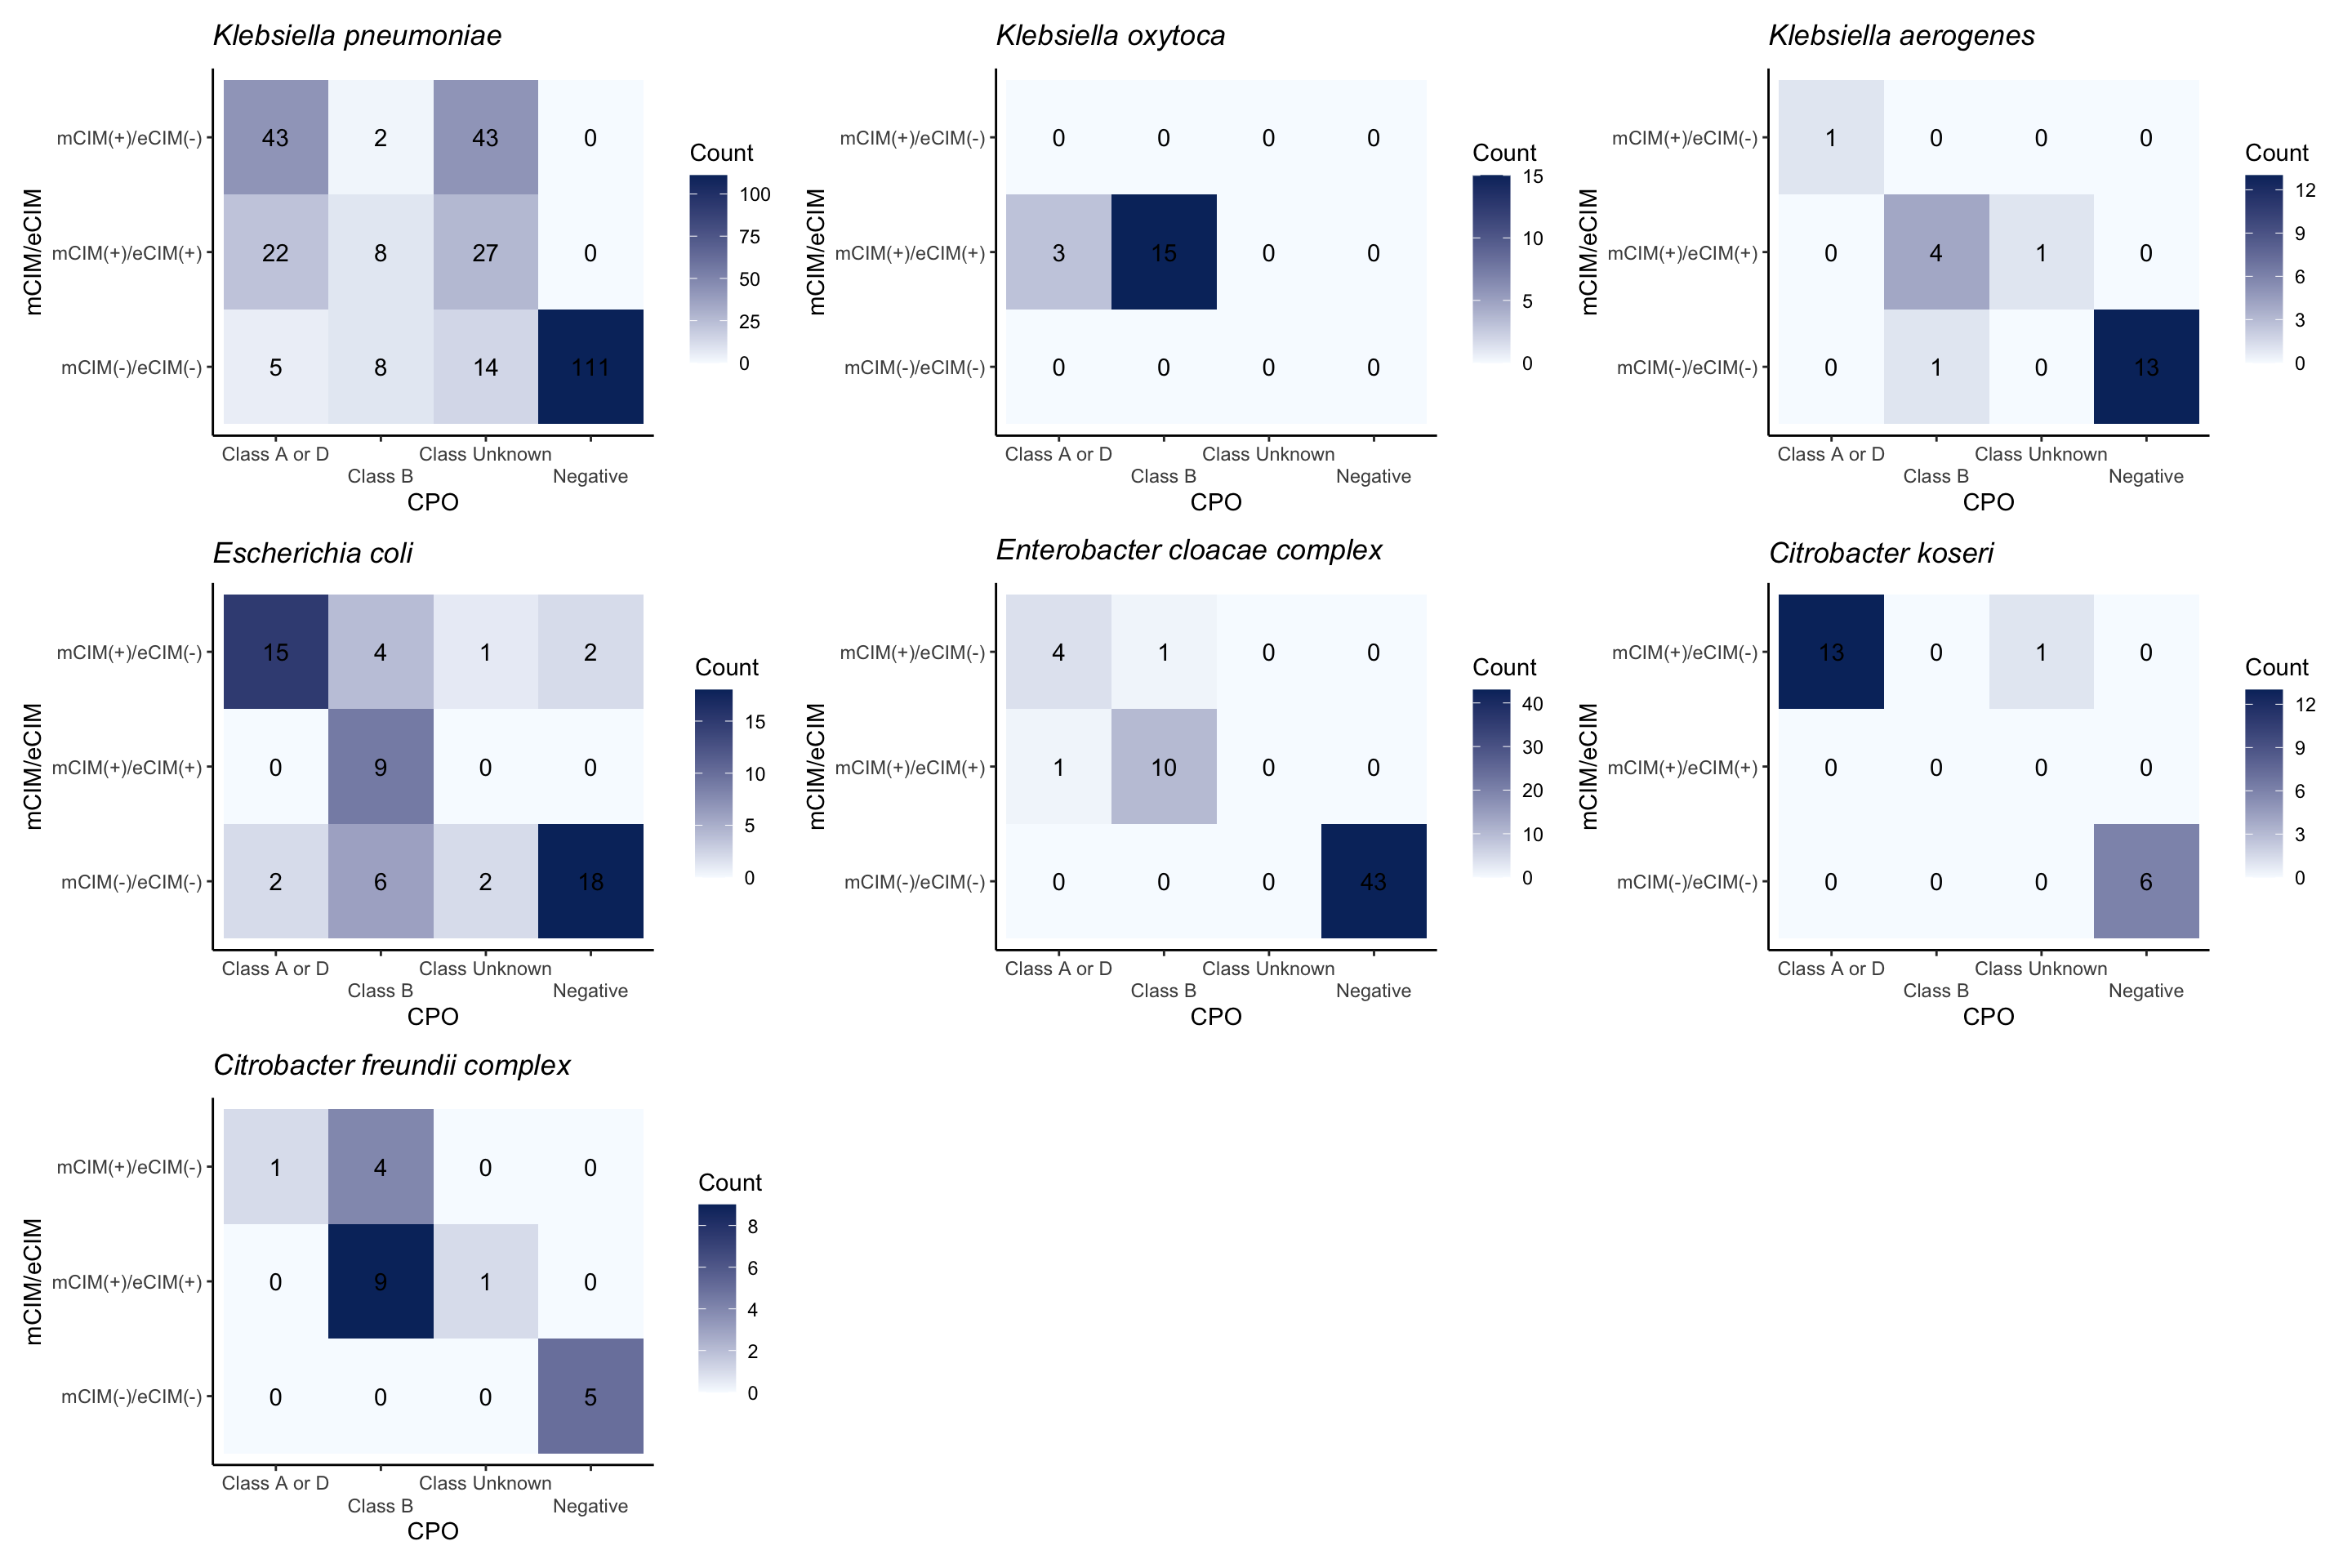 Klebsiella pneumoniae
mCIM/eCIM
mCIM(+)/eCIM(-)
43 2 43 0
mCIM(+)/eCIM(+)
22 8 27 0
mCIM(-)/eCIM(-)
5 8 14 111
Class A or D Class Unknown
Class B Negative
CPO
Count
100
75
50
25
0
Klebsiella oxytoca
mCIM/eCIM
mCIM(+)/eCIM(-)
0 0 0 0
mCIM(+)/eCIM(+)
3 15 0 0
mCIM(-)/eCIM(-)
0 0 0 0
Class A or D Class Unknown
Class B Negative
CPO
Count
15
10
5
0
Klebsiella aerogenes
mCIM/eCIM
mCIM(+)/eCIM(-)
1 0 0 0
mCIM(+)/eCIM(+)
0 4 1 0
mCIM(-)/eCIM(-)
0 1 0 13
Class A or D Class Unknown
Class B Negative
CPO
Count
12
9
6
3
0
Escherichia coli
mCIM/eCIM
mCIM(+)/eCIM(-)
15 4 1 2
mCIM(+)/eCIM(+)
0 9 0 0
mCIM(-)/eCIM(-)
2 6 2 18
Class A or D Class Unknown
Class B Negative
CPO
Count
15
10
5
0
Enterobacter cloacae complex
mCIM/eCIM
mCIM(+)/eCIM(-)
4 1 0 0
mCIM(+)/eCIM(+)
1 10 0 0
mCIM(-)/eCIM(-)
0 0 0 43
Class A or D Class Unknown
Class B Negative
CPO
Count
40
30
20
10
0
Citrobacter koseri
mCIM/eCIM
mCIM(+)/eCIM(-)
13 0 1 0
mCIM(+)/eCIM(+)
0 0 0 0
mCIM(-)/eCIM(-)
0 0 0 6
Class A or D Class Unknown
Class B Negative
CPO
Count
12
9
6
3
0
Citrobacter freundii complex
mCIM/eCIM
mCIM(+)/eCIM(-)
1 4 0 0
mCIM(+)/eCIM(+)
0 9 1 0
mCIM(-)/eCIM(-)
0 0 0 5
Class A or D Class Unknown
Class B Negative
CPO
Count
8
6
4
2
0